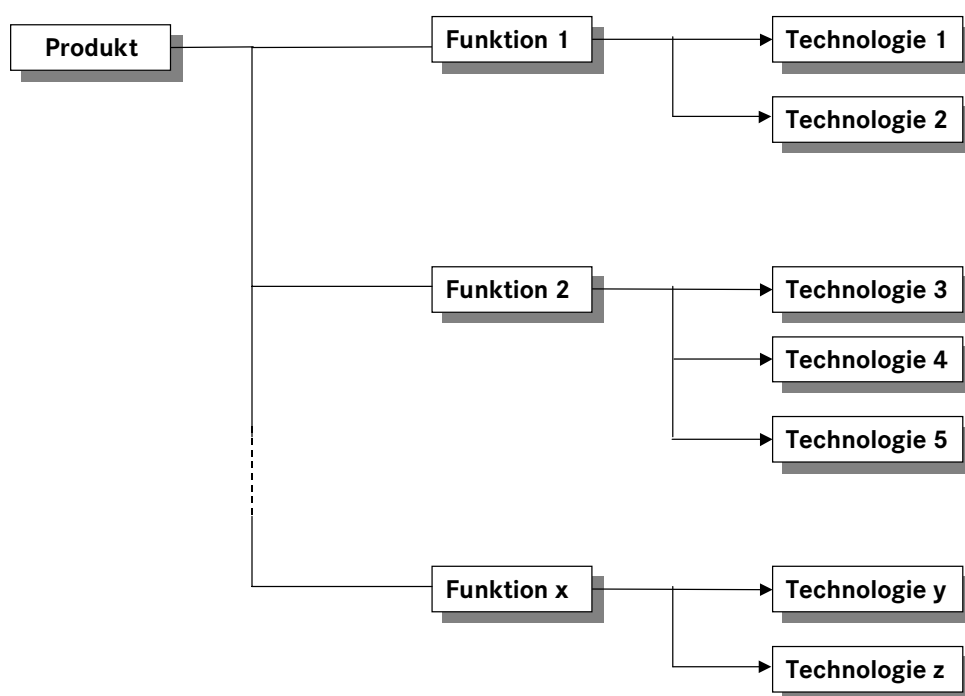 Produkt
Funktion 1
Technologie 1
Technologie 2
Funktion 2
Technologie 3
Technologie 4
Technologie 5
Funktion x
Technologie y
Technologie z